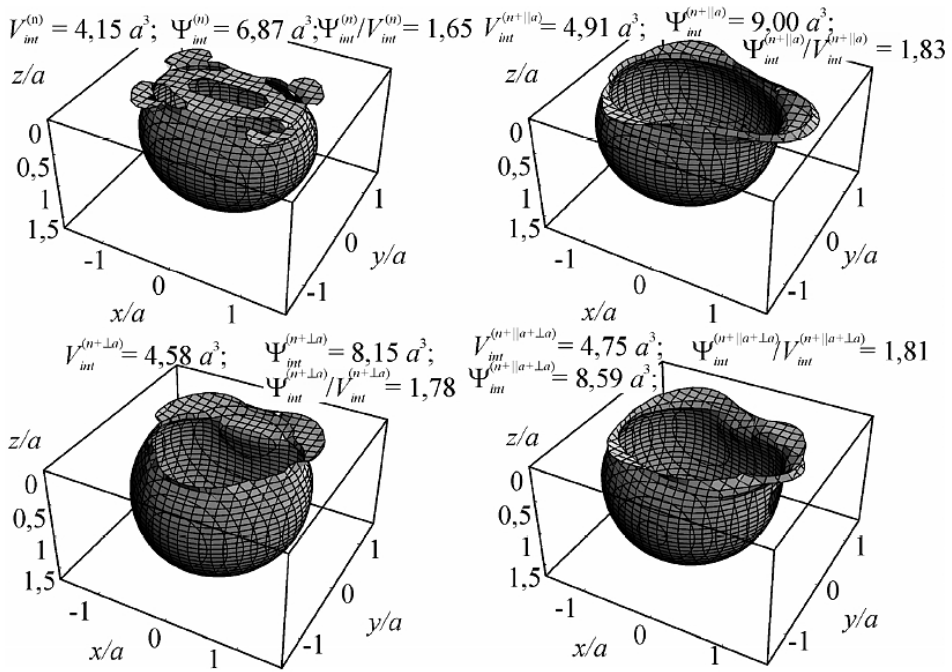 V_int^(n) = 4,15 a³; Ψ_int^(n) = 6,87 a³; Ψ_int^(n)/V_int^(n) = 1,65
V_int^(n+||a) = 4,91 a³; Ψ_int^(n+||a) = 9,00 a³;
Ψ_int^(n+||a)/V_int^(n+||a) = 1,83
z/a
0
0,5
1
1,5
-1
0
1
x/a
-1
0
1
y/a
z/a
0
0,5
1
1,5
-1
0
1
x/a
-1
0
1
y/a
V_int^(n+⊥a) = 4,58 a³; Ψ_int^(n+⊥a) = 8,15 a³;
Ψ_int^(n+⊥a)/V_int^(n+⊥a) = 1,78
V_int^(n+||a+⊥a) = 4,75 a³; Ψ_int^(n+||a+⊥a)/V_int^(n+||a+⊥a) = 1,81
Ψ_int^(n+||a+⊥a) = 8,59 a³;
z/a
0
0,5
1
1,5
-1
0
1
x/a
-1
0
1
y/a
z/a
0
0,5
1
1,5
-1
0
1
x/a
-1
0
1
y/a